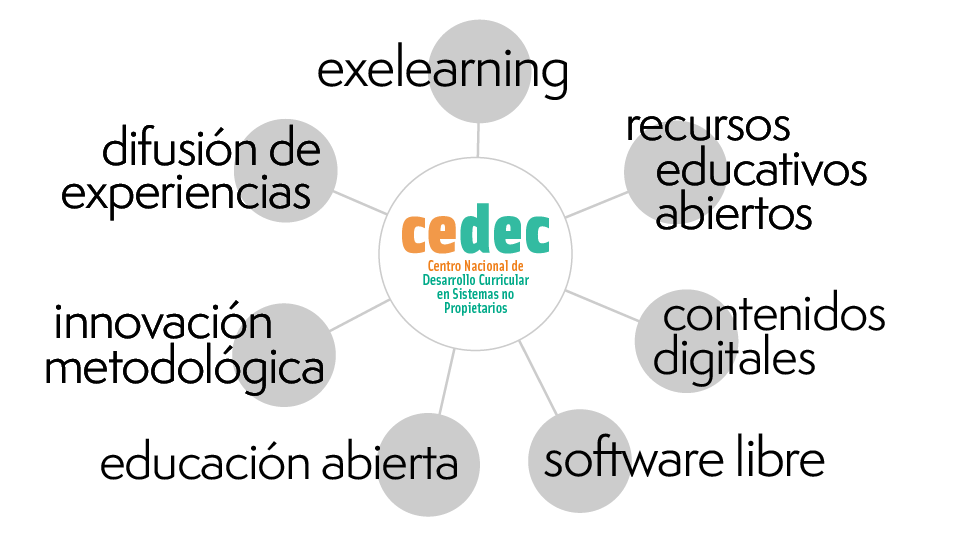 exelearning
recursos
educativos
abiertos
difusión de
experiencias
cedec
Centro Nacional de
Desarrollo Curricular
en Sistemas no
Propietarios
contenidos
digitales
innovación
metodológica
educación abierta
software libre